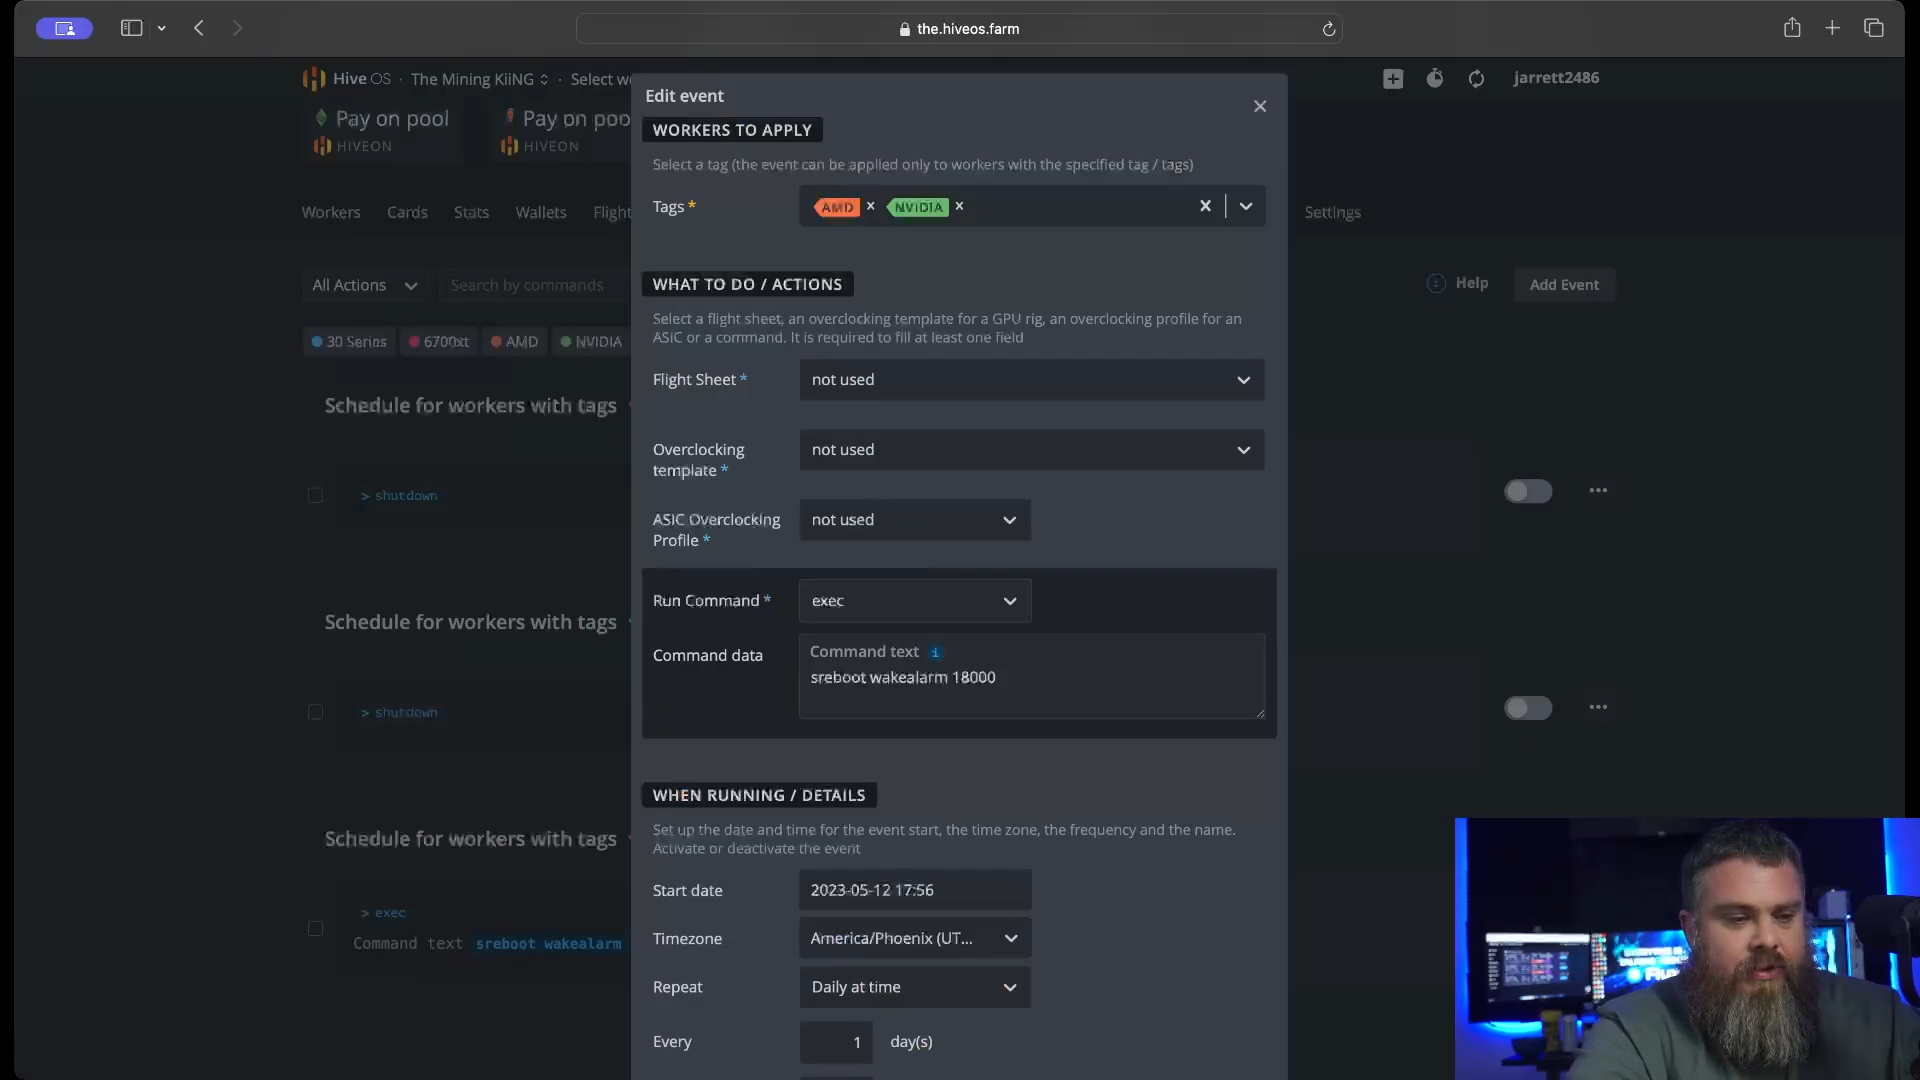 the.hiveos.farm
Hive OS · The Mining KiiNG Select w
jarrett2486
Pay on pool
HIVEON
Pay on poo
HIVEON
Workers Cards Stats Wallets Flight
Settings
All Actions
Search by commands
Help
Add Event
30 Series 6700xt AMD NVIDIA
Schedule for workers with tags
> shutdown
Schedule for workers with tags
> shutdown
Schedule for workers with tags
> exec
Command text sreboot wakealarm
Edit event
WORKERS TO APPLY
Select a tag (the event can be applied only to workers with the specified tag / tags)
Tags *
AMD × NVIDIA ×
WHAT TO DO / ACTIONS
Select a flight sheet, an overclocking template for a GPU rig, an overclocking profile for an
ASIC or a command. It is required to fill at least one field
Flight Sheet *
not used
Overclocking
template *
not used
ASIC Overclocking
Profile *
not used
Run Command *
exec
Command data
Command text i
sreboot wakealarm 18000
WHEN RUNNING / DETAILS
Set up the date and time for the event start, the time zone, the frequency and the name.
Activate or deactivate the event
Start date
2023-05-12 17:56
Timezone
America/Phoenix (UT...
Repeat
Daily at time
Every
1 day(s)